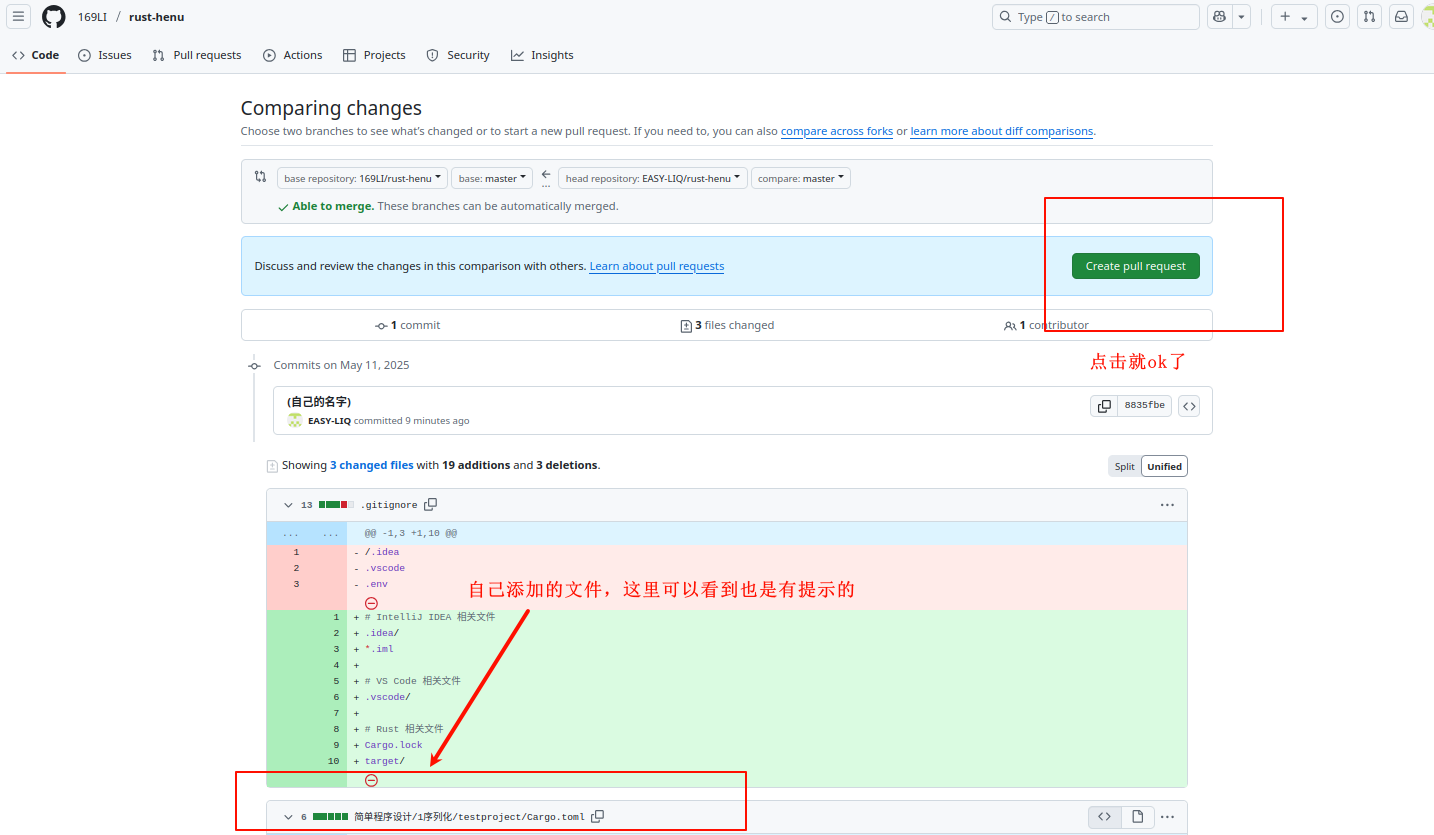 169LI / rust-henu
Type / to search
Code Issues Pull requests Actions Projects Security Insights
Comparing changes
Choose two branches to see what's changed or to start a new pull request. If you need to, you can also compare across forks or learn more about diff comparisons.
base repository: 169LI/rust-henu base: master ... head repository: EASY-LIQ/rust-henu compare: master
Able to merge. These branches can be automatically merged.
Discuss and review the changes in this comparison with others. Learn about pull requests
Create pull request
1 commit 3 files changed 1 contributor
点击就ok了
Commits on May 11, 2025
(自己的名字)
EASY-LIQ committed 9 minutes ago
8835fbe
Showing 3 changed files with 19 additions and 3 deletions.
Split Unified
13 .gitignore
... ... @@ -1,3 +1,10 @@
1 - /.idea
2 - .vscode
3 - .env
自己添加的文件，这里可以看到也是有提示的
1 + # IntelliJ IDEA 相关文件
2 + .idea/
3 + *.iml
4 +
5 + # VS Code 相关文件
6 + .vscode/
7 +
8 + # Rust 相关文件
9 + Cargo.lock
10 + target/
6 简单程序设计/1序列化/testproject/Cargo.toml